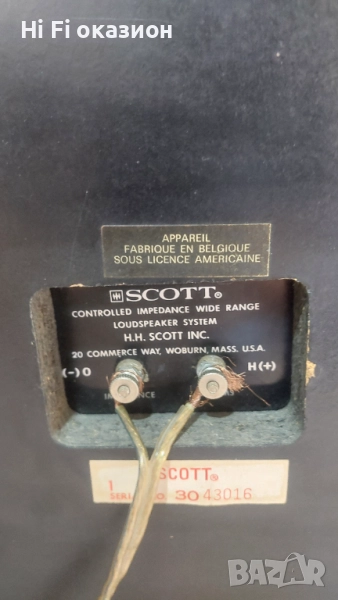 Hi Fi оказион
APPAREIL
FABRIQUE EN BELGIQUE
SOUS LICENCE AMERICAINE
SCOTT®
CONTROLLED IMPEDANCE WIDE RANGE
LOUDSPEAKER SYSTEM
H.H. SCOTT INC.
20 COMMERCE WAY, WOBURN, MASS. U.S.A.
(-) O H (+)
SCOTT®
1
30 43016
BAZAR